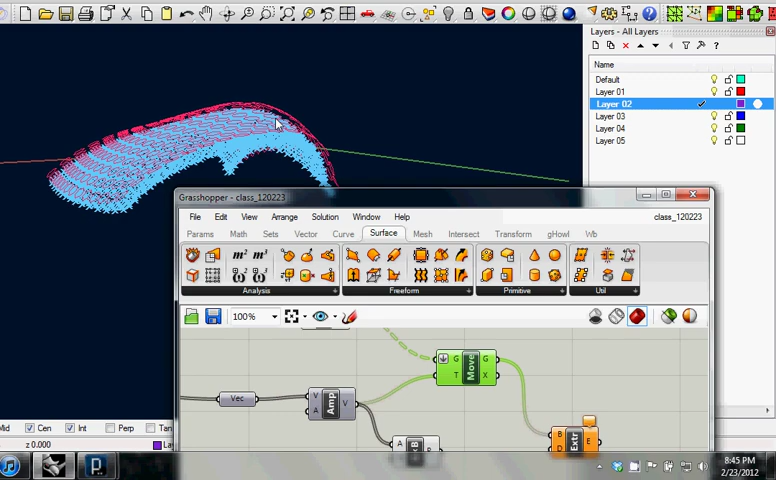 Layers - All Layers
Name
Default
Layer 01
Layer 02
Layer 03
Layer 04
Layer 05
Grasshopper - class_120223
File Edit View Arrange Solution Window Help class_120223
Params Math Sets Vector Curve Surface Mesh Intersect Transform gHowl Wb
m² m³
Analysis Freeform Primitive Util
100%
G Move G
T X
Vec V Amp V
A
A B
B Extr E
D
Mid Cen Int Perp Tan
z 0.000
8:45 PM
2/23/2012